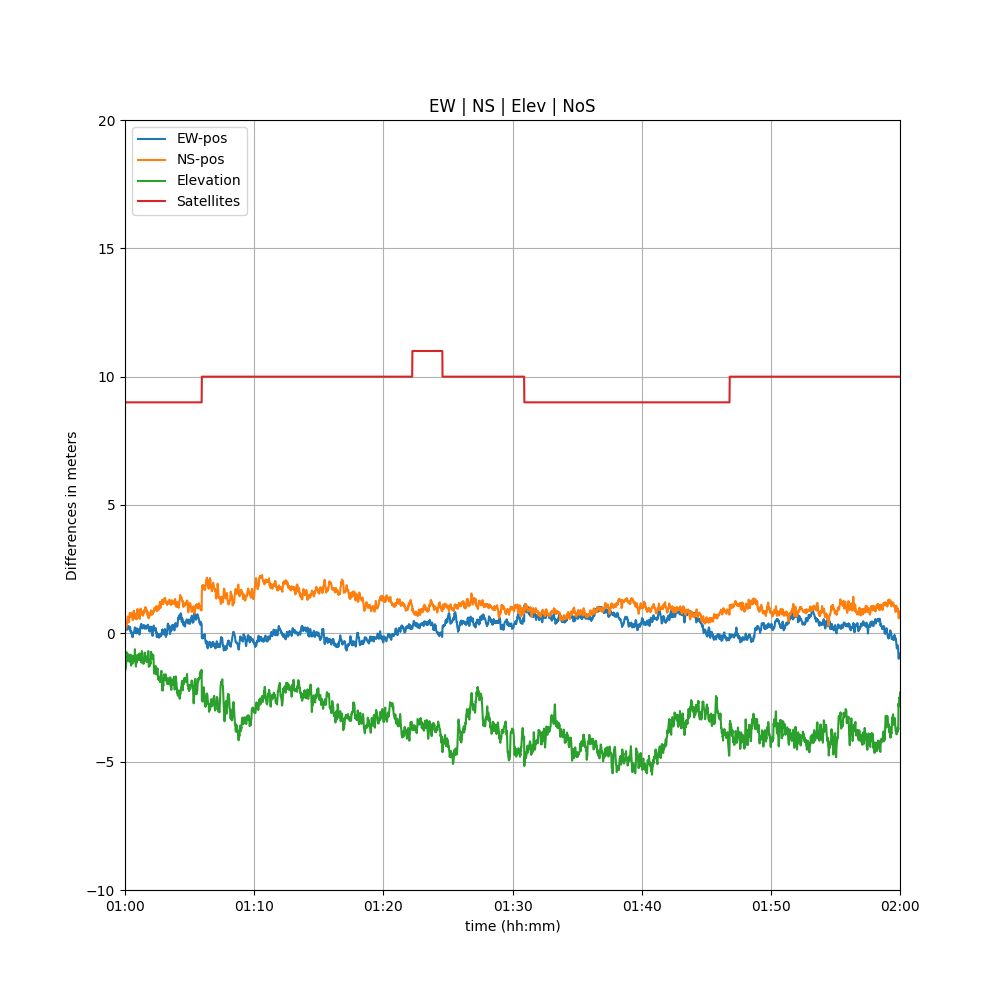 EW | NS | Elev | NoS
EW-pos
NS-pos
Elevation
Satellites
20
15
10
5
0
−5
−10
Differences in meters
01:00 01:10 01:20 01:30 01:40 01:50 02:00
time (hh:mm)